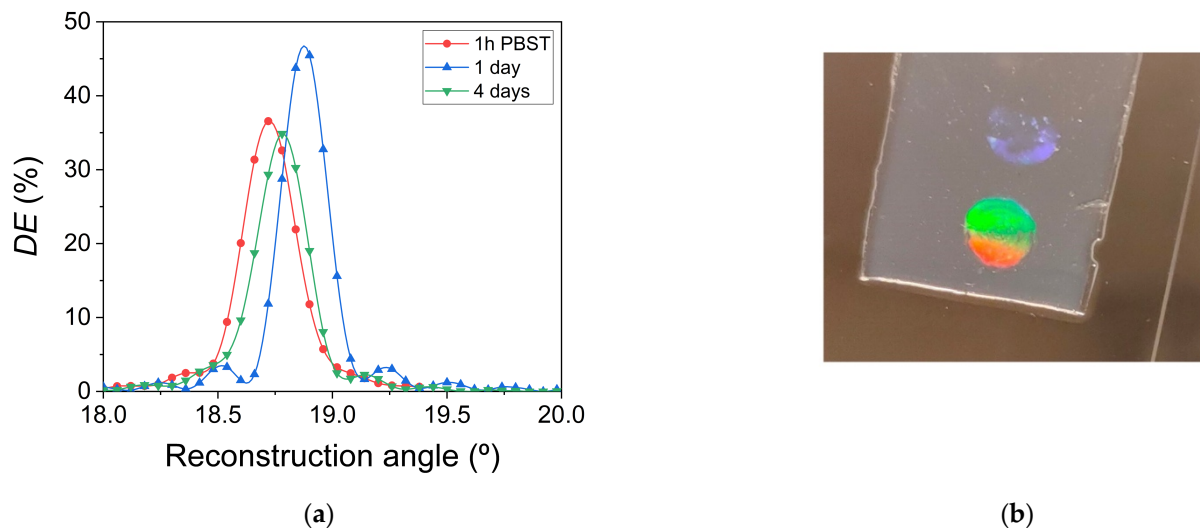 50
40
30
20
10
0
DE (%)
1h PBST
1 day
4 days
18.0 18.5 19.0 19.5 20.0
Reconstruction angle (º)
(a) (b)